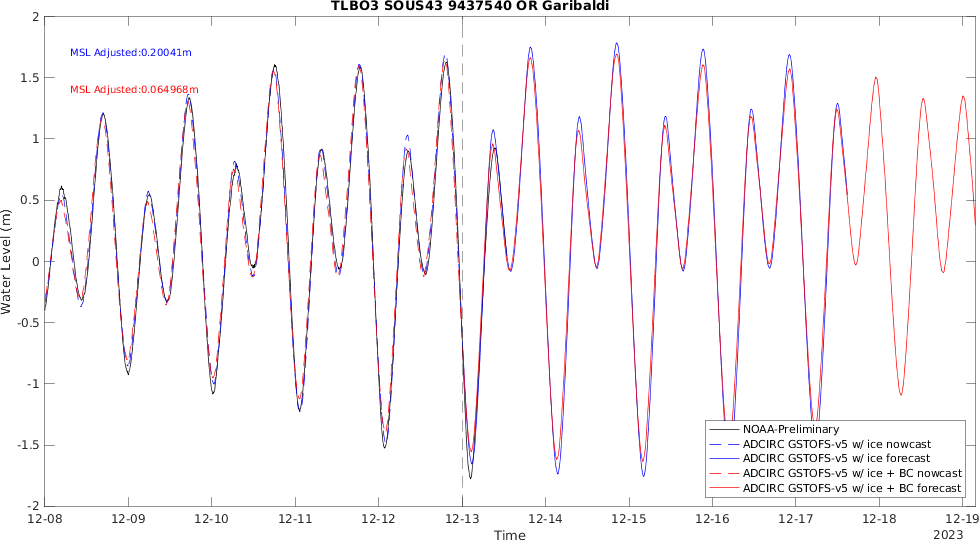 TLBO3 SOUS43 9437540 OR Garibaldi
MSL Adjusted:0.20041m
MSL Adjusted:0.064968m
Water Level (m)
2
1.5
1
0.5
0
-0.5
-1
-1.5
-2
NOAA-Preliminary
ADCIRC GSTOFS-v5 w/ ice nowcast
ADCIRC GSTOFS-v5 w/ ice forecast
ADCIRC GSTOFS-v5 w/ ice + BC nowcast
ADCIRC GSTOFS-v5 w/ ice + BC forecast
12-08 12-09 12-10 12-11 12-12 12-13 12-14 12-15 12-16 12-17 12-18 12-19
Time
2023